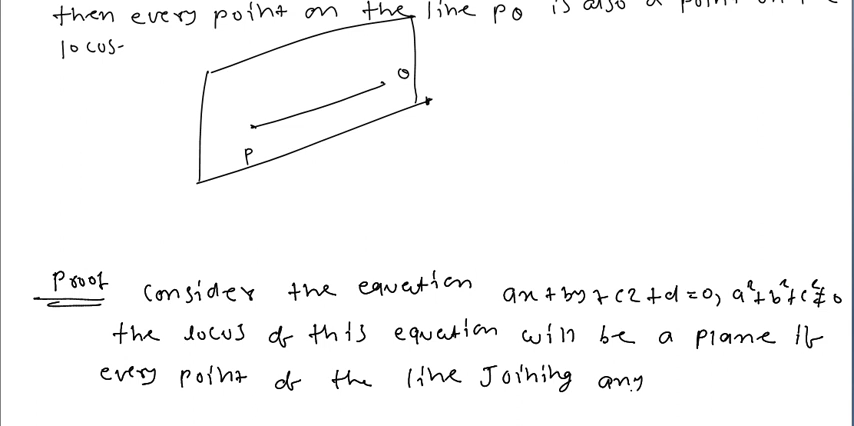 then every point on the line PQ is also a point on the
locus-
Q
P
Proof Consider the equation ax + by + cz + d = 0, a² + b² + c² ≠ 0
the locus of this equation will be a plane if
every point of the line Joining any